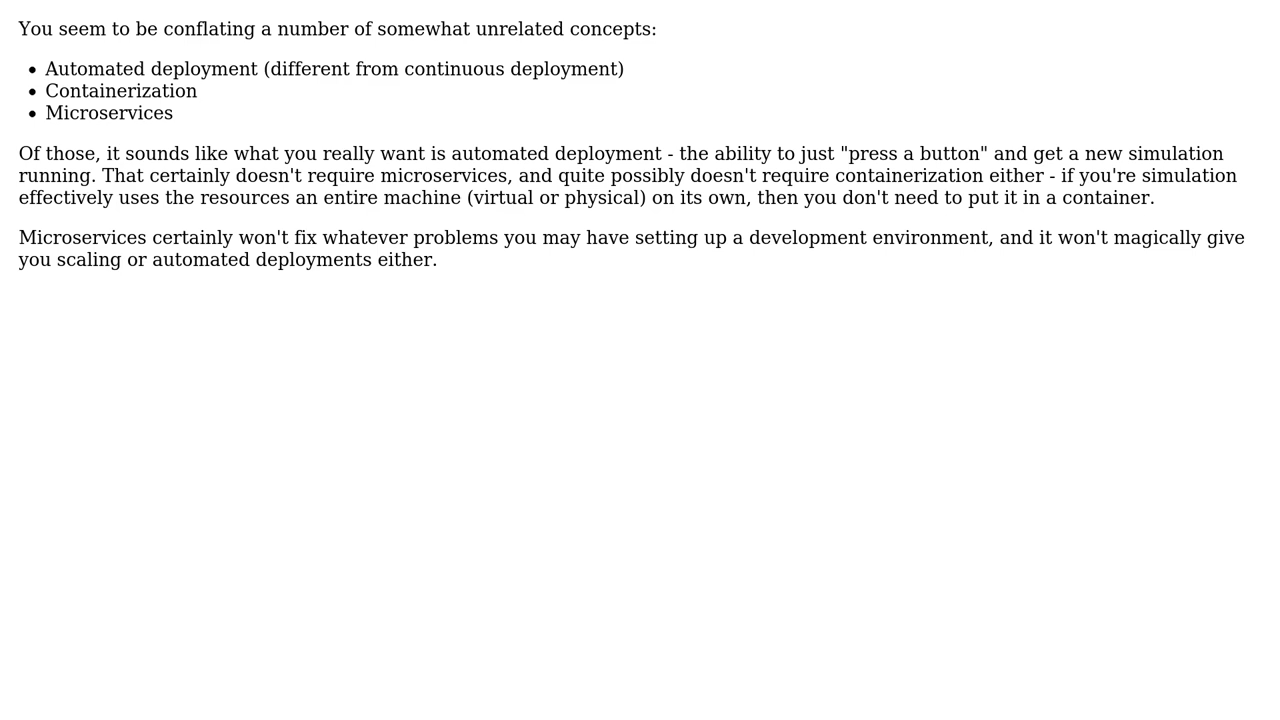 You seem to be conflating a number of somewhat unrelated concepts:
• Automated deployment (different from continuous deployment)
• Containerization
• Microservices
Of those, it sounds like what you really want is automated deployment - the ability to just "press a button" and get a new simulation
running. That certainly doesn't require microservices, and quite possibly doesn't require containerization either - if you're simulation
effectively uses the resources an entire machine (virtual or physical) on its own, then you don't need to put it in a container.
Microservices certainly won't fix whatever problems you may have setting up a development environment, and it won't magically give
you scaling or automated deployments either.